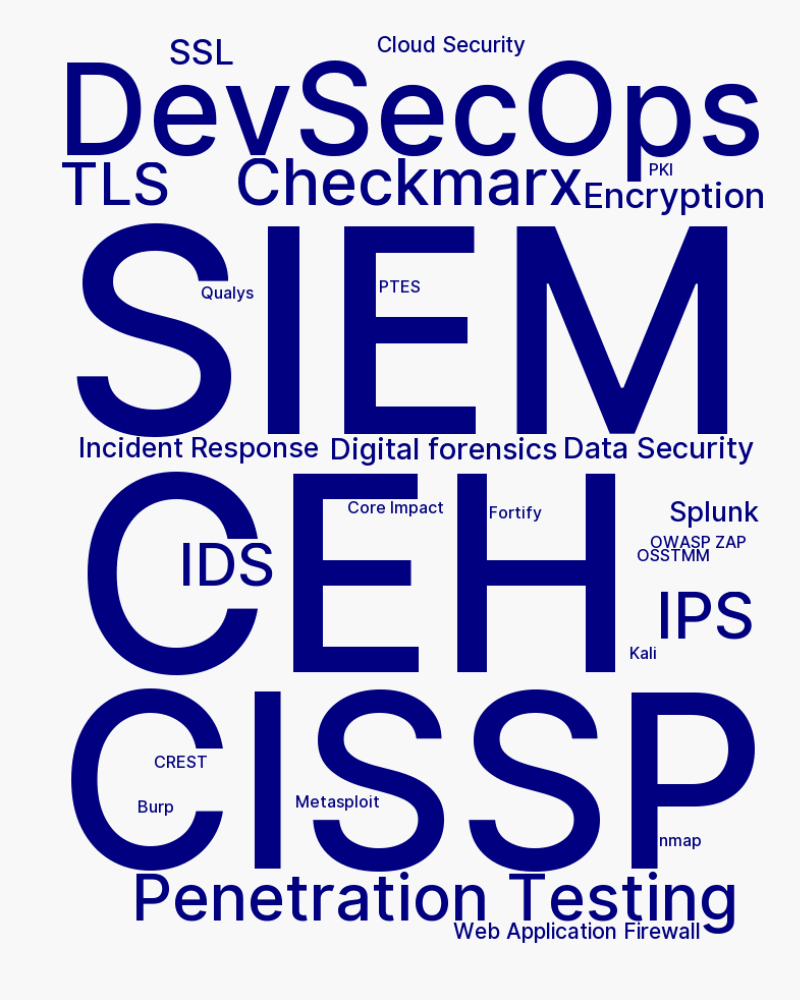 SSL
Cloud Security
DevSecOps
TLS
Checkmarx
PKI
Encryption
SIEM
Qualys
PTES
Incident Response
Digital forensics
Data Security
CEH
Core Impact
Fortify
Splunk
IDS
OWASP ZAP
OSSTMM
IPS
Kali
CISSP
CREST
Burp
Metasploit
nmap
Penetration Testing
Web Application Firewall